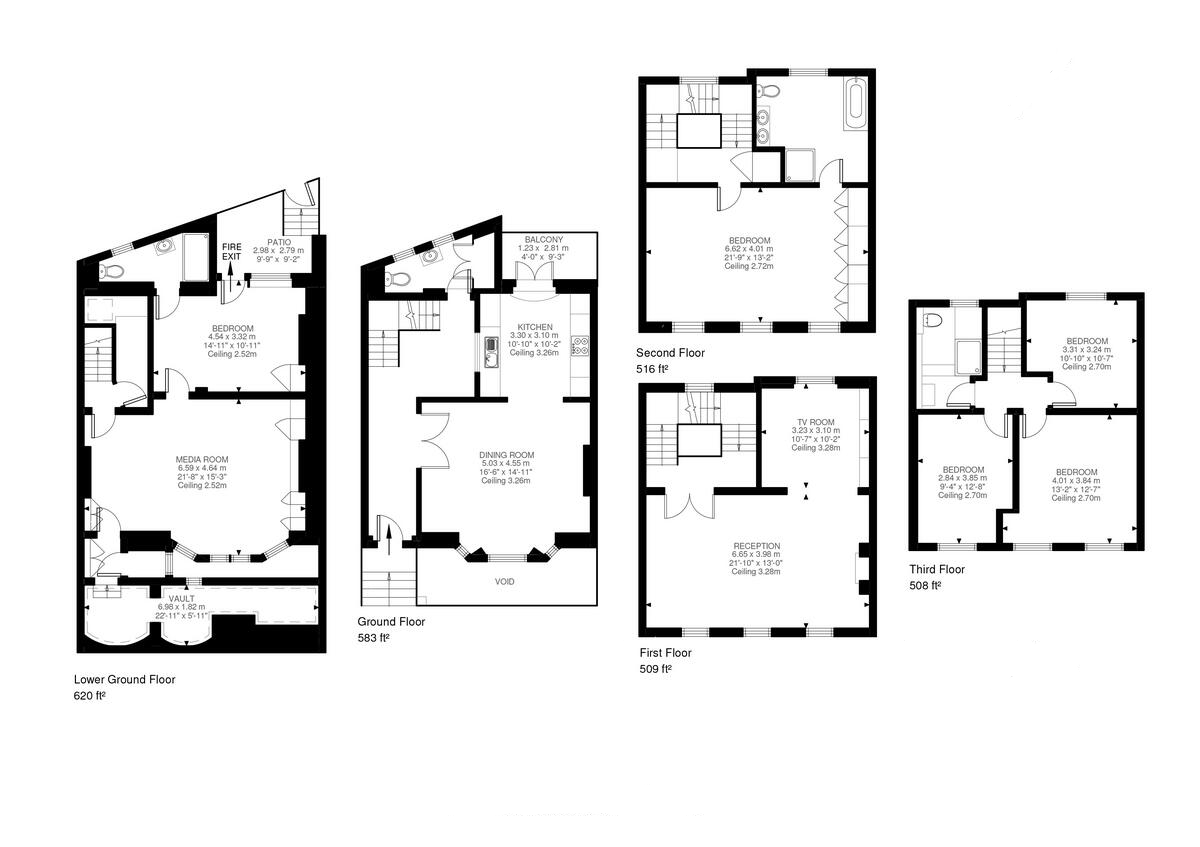 FIRE
EXIT
PATIO
2.98 x 2.79 m
9'-9" x 9'-2"
BEDROOM
4.54 x 3.32 m
14'-11" x 10'-11"
Ceiling 2.52m
MEDIA ROOM
6.59 x 4.64 m
21'-8" x 15'-3"
Ceiling 2.52m
VAULT
6.98 x 1.82 m
22'-11" x 5'-11"
Lower Ground Floor
620 ft²
BALCONY
1.23 x 2.81 m
4'-0" x 9'-3"
KITCHEN
3.30 x 3.10 m
10'-10" x 10'-2"
Ceiling 3.26m
DINING ROOM
5.03 x 4.55 m
16'-6" x 14'-11"
Ceiling 3.26m
VOID
Ground Floor
583 ft²
BEDROOM
6.62 x 4.01 m
21'-9" x 13'-2"
Ceiling 2.72m
Second Floor
516 ft²
TV ROOM
3.23 x 3.10 m
10'-7" x 10'-2"
Ceiling 3.28m
RECEPTION
6.65 x 3.98 m
21'-10" x 13'-0"
Ceiling 3.28m
First Floor
509 ft²
BEDROOM
3.31 x 3.24 m
10'-10" x 10'-7"
Ceiling 2.70m
BEDROOM
2.84 x 3.85 m
9'-4" x 12'-8"
Ceiling 2.70m
BEDROOM
4.01 x 3.84 m
13'-2" x 12'-7"
Ceiling 2.70m
Third Floor
508 ft²